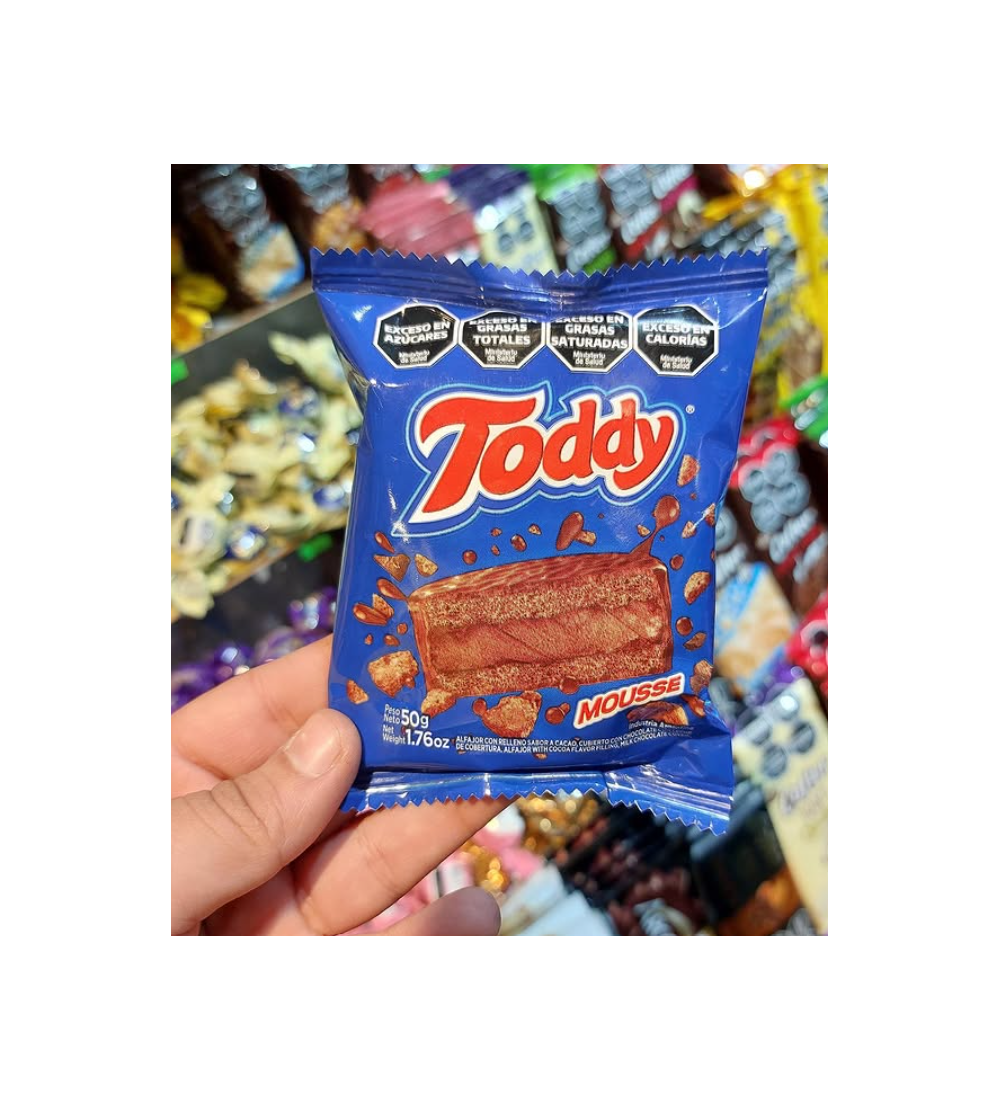 EXCESO EN
AZÚCARES
Ministerio
de Salud
EXCESO EN
GRASAS
TOTALES
Ministerio
de Salud
EXCESO EN
GRASAS
SATURADAS
Ministerio
de Salud
EXCESO EN
CALORÍAS
Ministerio
de Salud
Toddy®
MOUSSE
Peso
Neto 50g
Net
Weight 1.76oz
Industria
ALFAJOR CON RELLENO SABOR A CACAO, CUBIERTO CON CHOCOLATE
DE COBERTURA. ALFAJOR WITH COCOA FLAVOR FILLING, MILK CHOCOLATE